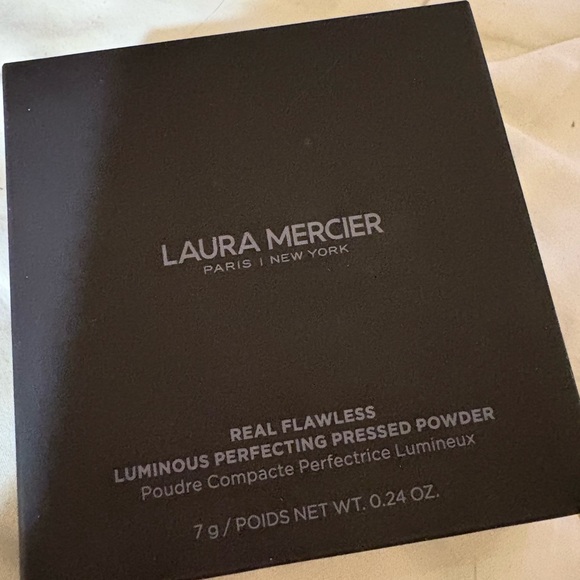 LAURA MERCIER
PARIS | NEW YORK
REAL FLAWLESS
LUMINOUS PERFECTING PRESSED POWDER
Poudre Compacte Perfectrice Lumineux
7 g / POIDS NET WT. 0.24 OZ.